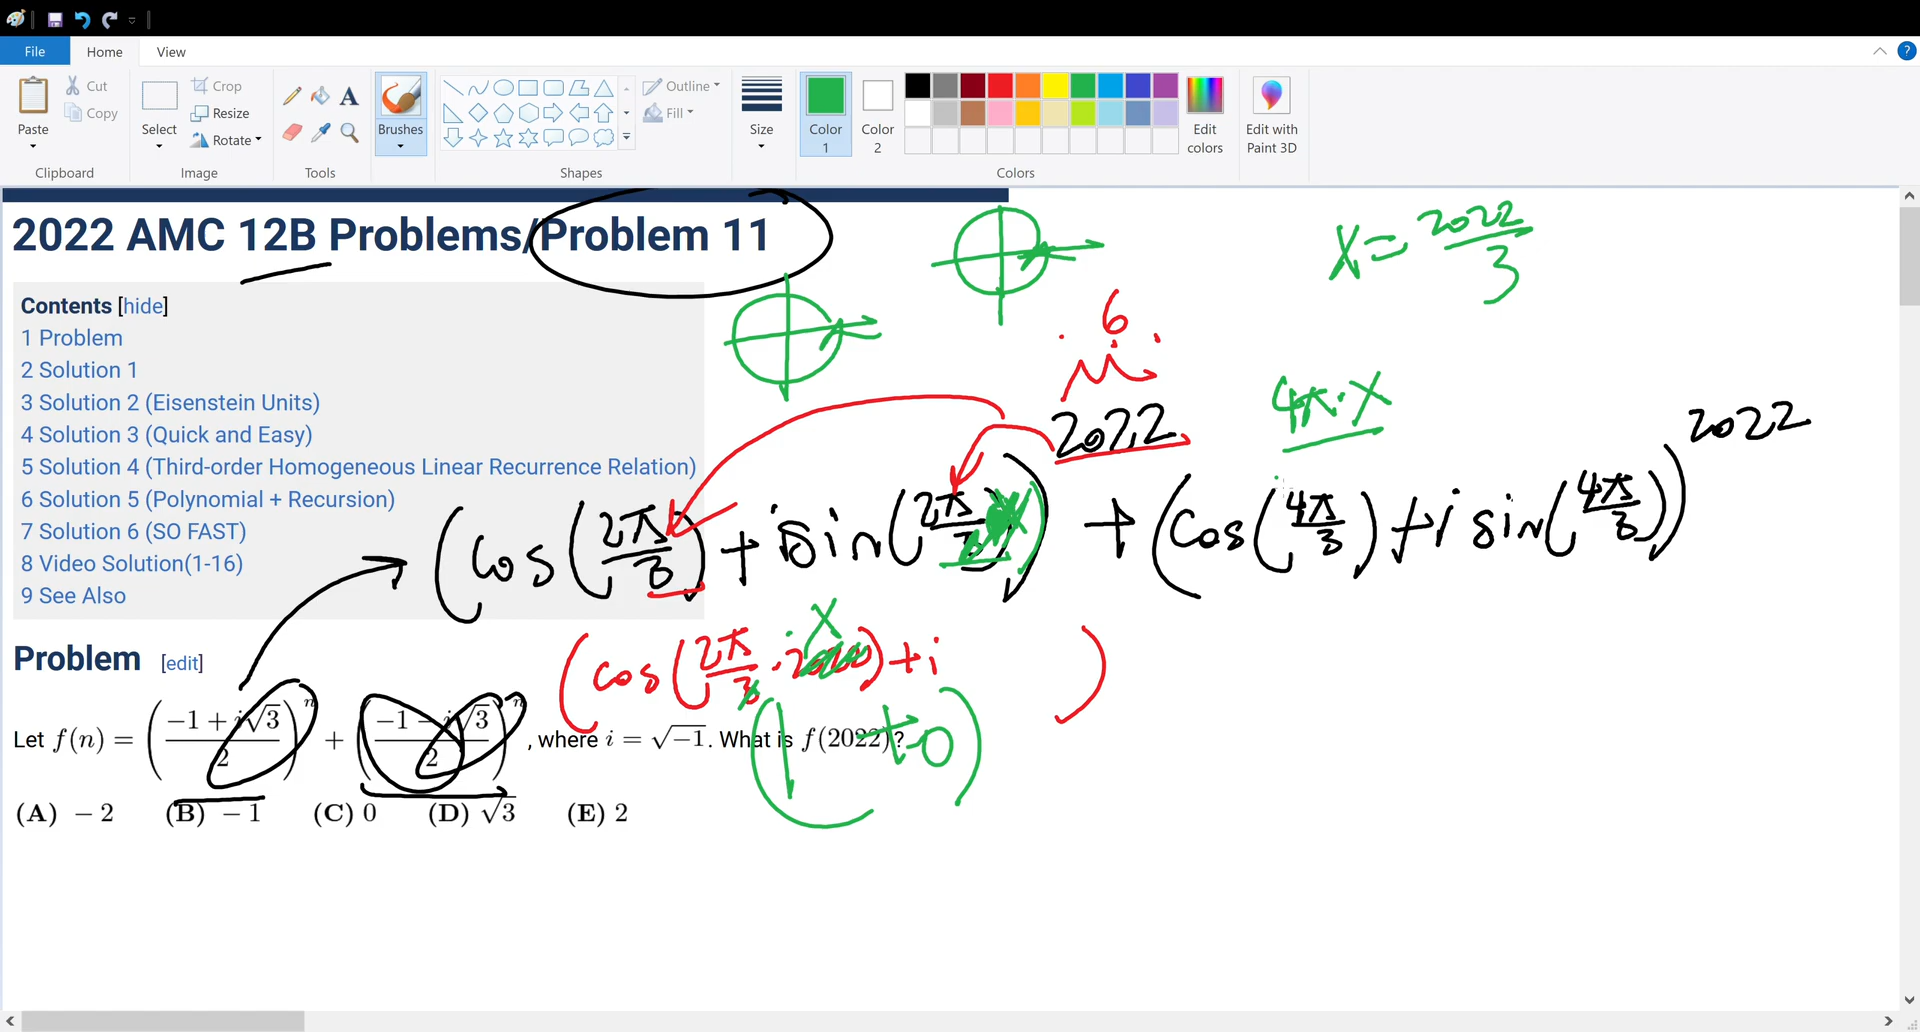 File Home View
Cut
Copy
Paste
Clipboard
Select
Crop
Resize
Rotate
Image
A
Tools
Brushes
Outline
Fill
Shapes
Size
Color 1
Color 2
Edit colors
Colors
Edit with Paint 3D
2022 AMC 12B Problems/Problem 11
Contents [hide]
1 Problem
2 Solution 1
3 Solution 2 (Eisenstein Units)
4 Solution 3 (Quick and Easy)
5 Solution 4 (Third-order Homogeneous Linear Recurrence Relation)
6 Solution 5 (Polynomial + Recursion)
7 Solution 6 (SO FAST)
8 Video Solution(1-16)
9 See Also
x = 2022/3
6
4π·x
(cos(2π/3) + i sin(2π/3))^2022 + (cos(4π/3) + i sin(4π/3))^2022
(cos(2π/3 · x) + i )
(1 + 0)
Problem [edit]
Let f(n) = ((-1 + i√3)/2)^n + ((-1 - i√3)/2)^n, where i = √-1. What is f(2022)?
(A) -2 (B) -1 (C) 0 (D) √3 (E) 2